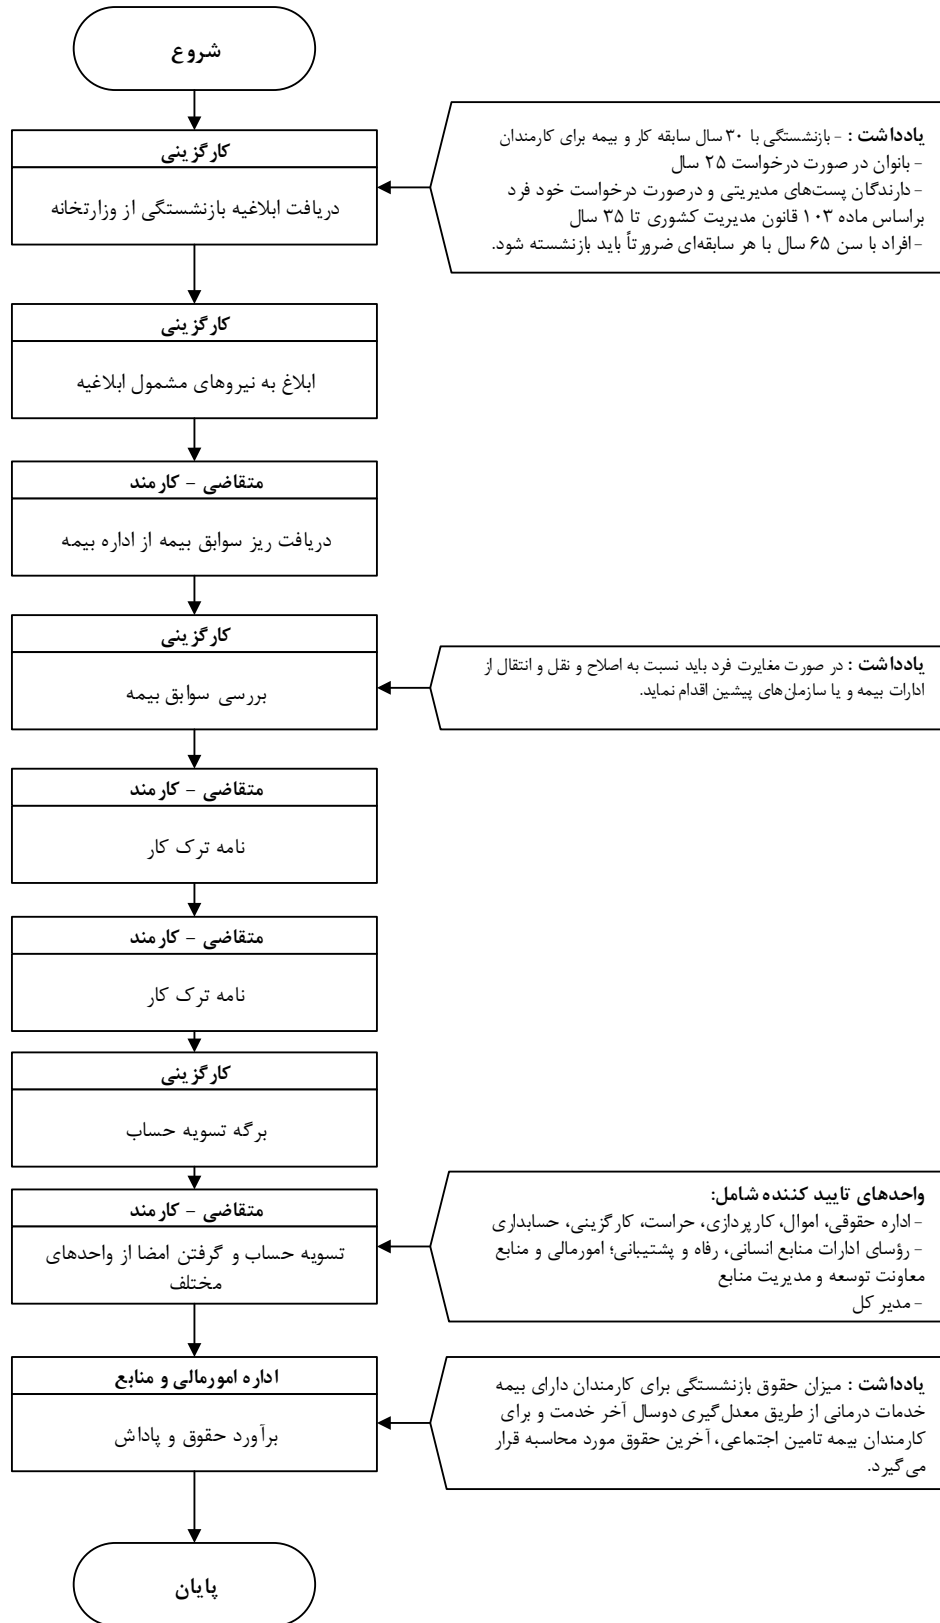 شروع
کارگزینی
دریافت ابلاغیه بازنشستگی از وزارتخانه
یادداشت : - بازنشستگی با ۳۰ سال سابقه کار و بیمه برای کارمندان
- بانوان در صورت درخواست ۲۵ سال
- دارندگان پست‌های مدیریتی و درصورت درخواست خود فرد
براساس ماده ۱۰۳ قانون مدیریت کشوری تا ۳۵ سال
- افراد با سن ۶۵ سال با هر سابقه‌ای ضرورتاً باید بازنشسته شود.
کارگزینی
ابلاغ به نیروهای مشمول ابلاغیه
متقاضی - کارمند
دریافت ریز سوابق بیمه از اداره بیمه
کارگزینی
بررسی سوابق بیمه
یادداشت : در صورت مغایرت فرد باید نسبت به اصلاح و نقل و انتقال از
ادارات بیمه و یا سازمان‌های پیشین اقدام نماید.
متقاضی - کارمند
نامه ترک کار
متقاضی - کارمند
نامه ترک کار
کارگزینی
برگه تسویه حساب
متقاضی - کارمند
تسویه حساب و گرفتن امضا از واحدهای
مختلف
واحدهای تایید کننده شامل:
- اداره حقوقی، اموال، کارپردازی، حراست، کارگزینی، حسابداری
- رؤسای ادارات منابع انسانی، رفاه و پشتیبانی؛ امورمالی و منابع
معاونت توسعه و مدیریت منابع
- مدیر کل
اداره امورمالی و منابع
برآورد حقوق و پاداش
یادداشت : میزان حقوق بازنشستگی برای کارمندان دارای بیمه
خدمات درمانی از طریق معدل‌گیری دوسال آخر خدمت و برای
کارمندان بیمه تامین اجتماعی، آخرین حقوق مورد محاسبه قرار
می‌گیرد.
پایان